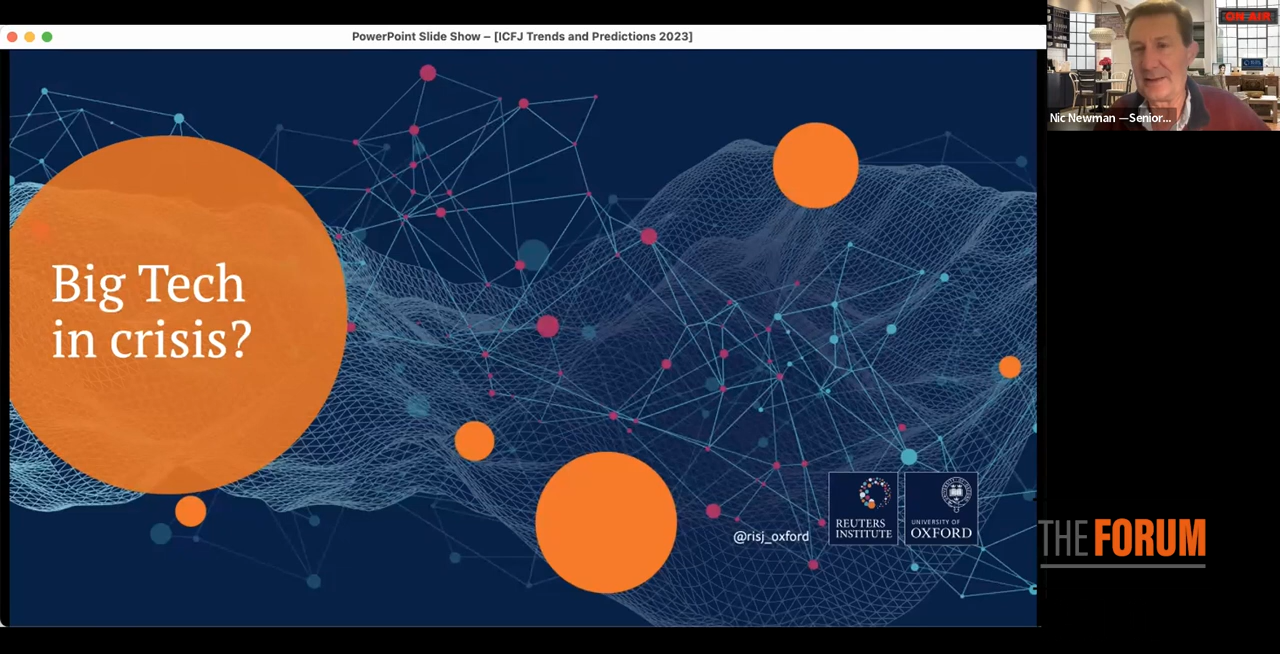 PowerPoint Slide Show – [ICFJ Trends and Predictions 2023]
ON AIR
Nic Newman —Senior...
Big Tech
in crisis?
@risj_oxford
REUTERS
INSTITUTE
UNIVERSITY OF
OXFORD
THE FORUM